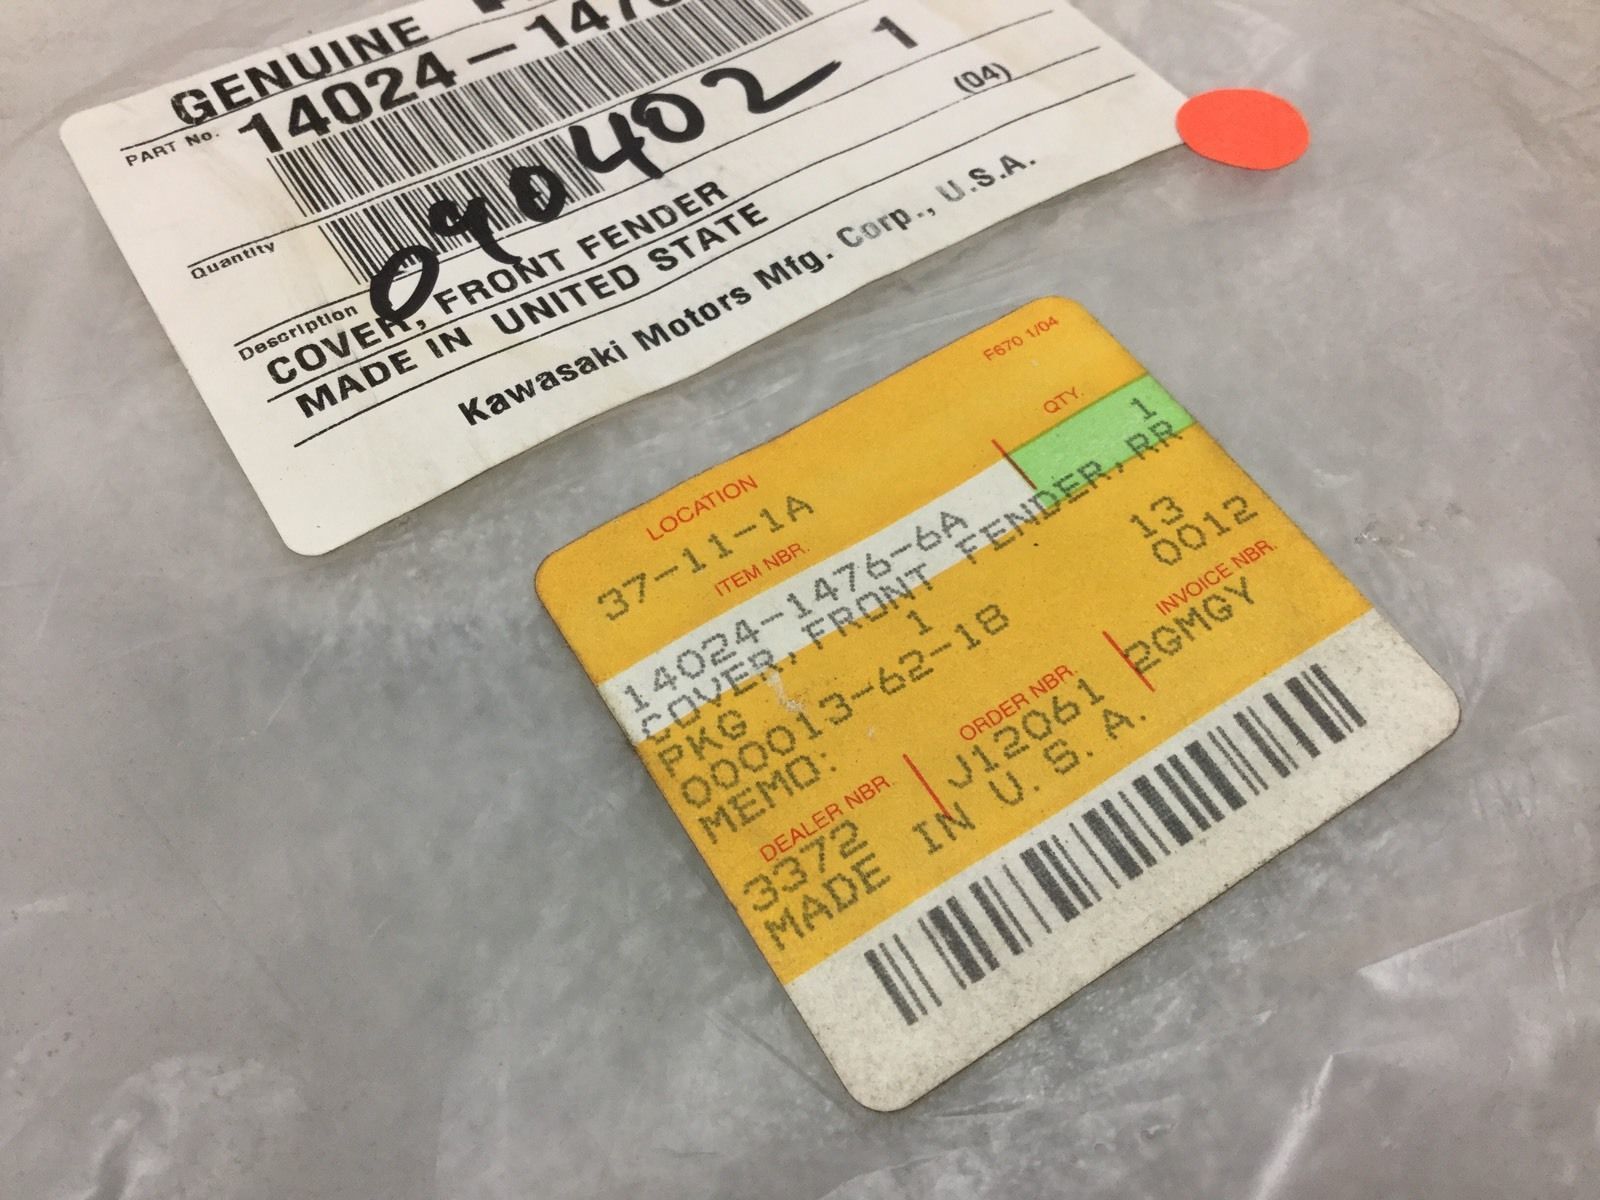 GENUINE
PART No. 14024-1476
Quantity 1
090402
(04)
Description
COVER, FRONT FENDER
MADE IN UNITED STATE
Kawasaki Motors Mfg. Corp., U.S.A.
F670 1/04
LOCATION
QTY.
37-11-1A
1
ITEM NBR.
14024-1476-6A
COVER,FRONT FENDER,RR
PKG 1 13
000013-62-18 0012
MEMO:
DEALER NBR. ORDER NBR. INVOICE NBR.
3372 J12061 2GMGY
MADE IN U. S. A.